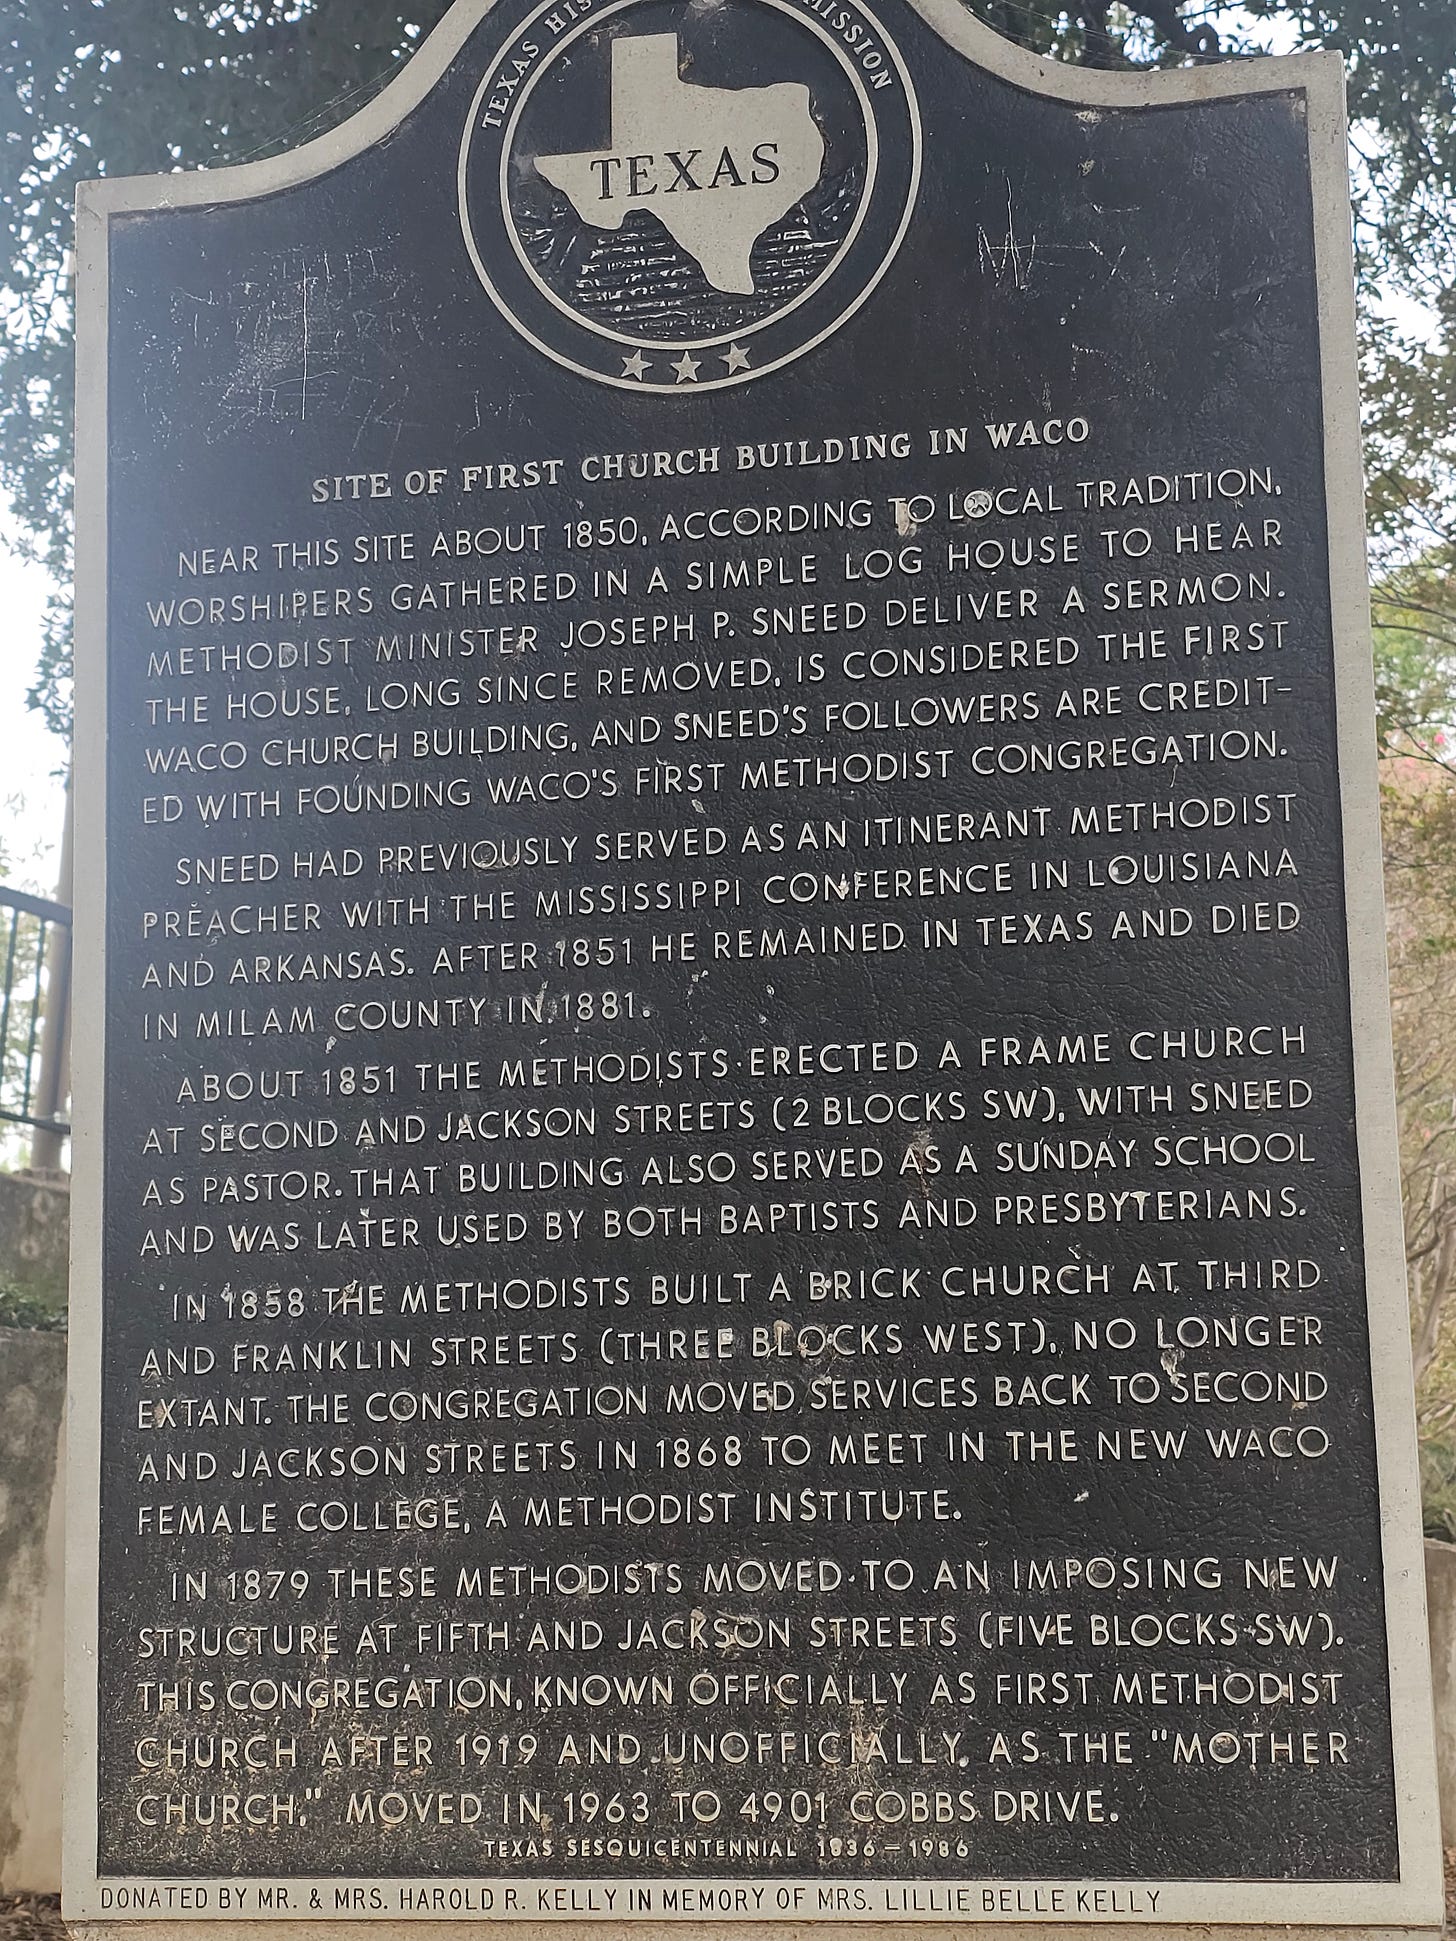 TEXAS HIS MISSION
TEXAS
SITE OF FIRST CHURCH BUILDING IN WACO
NEAR THIS SITE ABOUT 1850, ACCORDING TO LOCAL TRADITION,
WORSHIPERS GATHERED IN A SIMPLE LOG HOUSE TO HEAR
METHODIST MINISTER JOSEPH P. SNEED DELIVER A SERMON.
THE HOUSE, LONG SINCE REMOVED, IS CONSIDERED THE FIRST
WACO CHURCH BUILDING, AND SNEED'S FOLLOWERS ARE CREDIT-
ED WITH FOUNDING WACO'S FIRST METHODIST CONGREGATION.
SNEED HAD PREVIOUSLY SERVED AS AN ITINERANT METHODIST
PREACHER WITH THE MISSISSIPPI CONFERENCE IN LOUISIANA
AND ARKANSAS. AFTER 1851 HE REMAINED IN TEXAS AND DIED
IN MILAM COUNTY IN 1881.
ABOUT 1851 THE METHODISTS ERECTED A FRAME CHURCH
AT SECOND AND JACKSON STREETS (2 BLOCKS SW), WITH SNEED
AS PASTOR. THAT BUILDING ALSO SERVED AS A SUNDAY SCHOOL
AND WAS LATER USED BY BOTH BAPTISTS AND PRESBYTERIANS.
IN 1858 THE METHODISTS BUILT A BRICK CHURCH AT THIRD
AND FRANKLIN STREETS (THREE BLOCKS WEST), NO LONGER
EXTANT. THE CONGREGATION MOVED SERVICES BACK TO SECOND
AND JACKSON STREETS IN 1868 TO MEET IN THE NEW WACO
FEMALE COLLEGE, A METHODIST INSTITUTE.
IN 1879 THESE METHODISTS MOVED TO AN IMPOSING NEW
STRUCTURE AT FIFTH AND JACKSON STREETS (FIVE BLOCKS SW).
THIS CONGREGATION, KNOWN OFFICIALLY AS FIRST METHODIST
CHURCH AFTER 1919 AND UNOFFICIALLY AS THE "MOTHER
CHURCH," MOVED IN 1963 TO 4901 COBBS DRIVE.
TEXAS SESQUICENTENNIAL 1836 – 1986
DONATED BY MR. & MRS. HAROLD R. KELLY IN MEMORY OF MRS. LILLIE BELLE KELLY